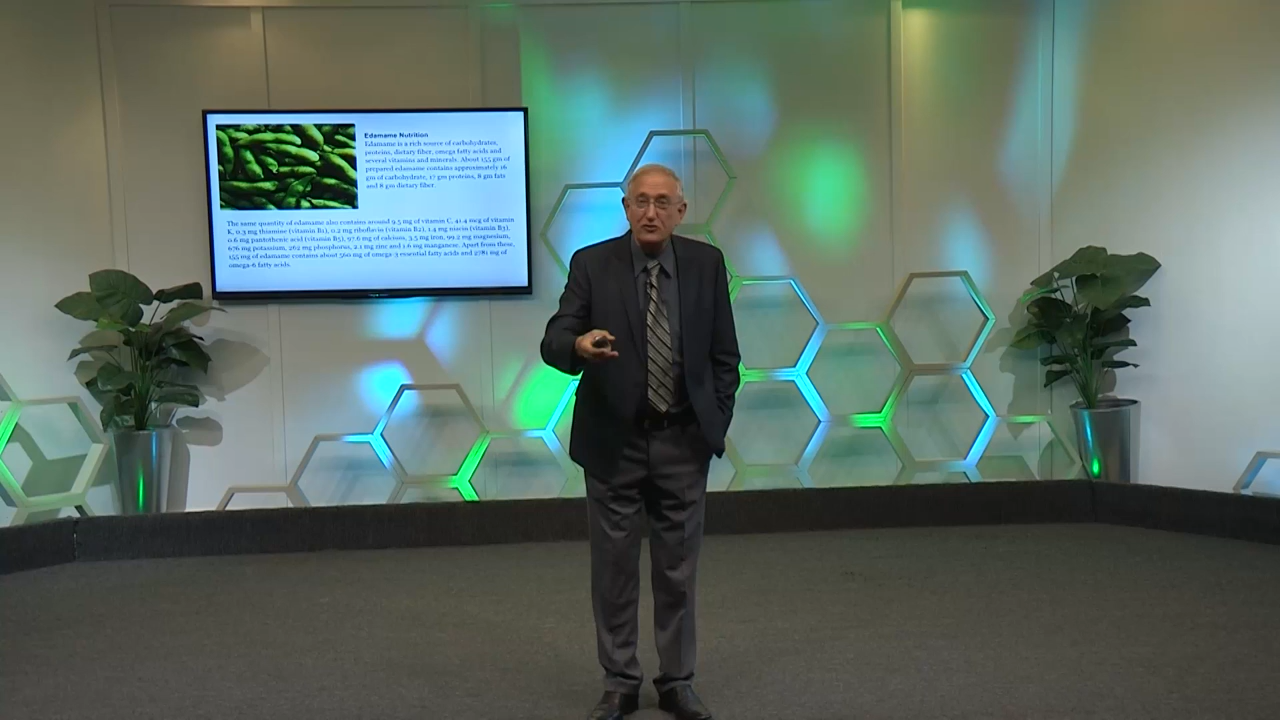 Edamame Nutrition
Edamame is a rich source of carbohydrates,
proteins, dietary fiber, omega fatty acids and
several vitamins and minerals. About 155 gm of
prepared edamame contains approximately 16
gm of carbohydrate, 17 gm proteins, 8 gm fats
and 8 gm dietary fiber.
The same quantity of edamame also contains around 9.5 mg of vitamin C, 41.4 mcg of vitamin
K, 0.3 mg thiamine (vitamin B1), 0.2 mg riboflavin (vitamin B2), 1.4 mg niacin (vitamin B3),
0.6 mg pantothenic acid (vitamin B5), 97.6 mg of calcium, 3.5 mg iron, 99.2 mg magnesium,
676 mg potassium, 262 mg phosphorus, 2.1 mg zinc and 1.6 mg manganese. Apart from these,
155 mg of edamame contains about 560 mg of omega-3 essential fatty acids and 2781 mg of
omega-6 fatty acids.